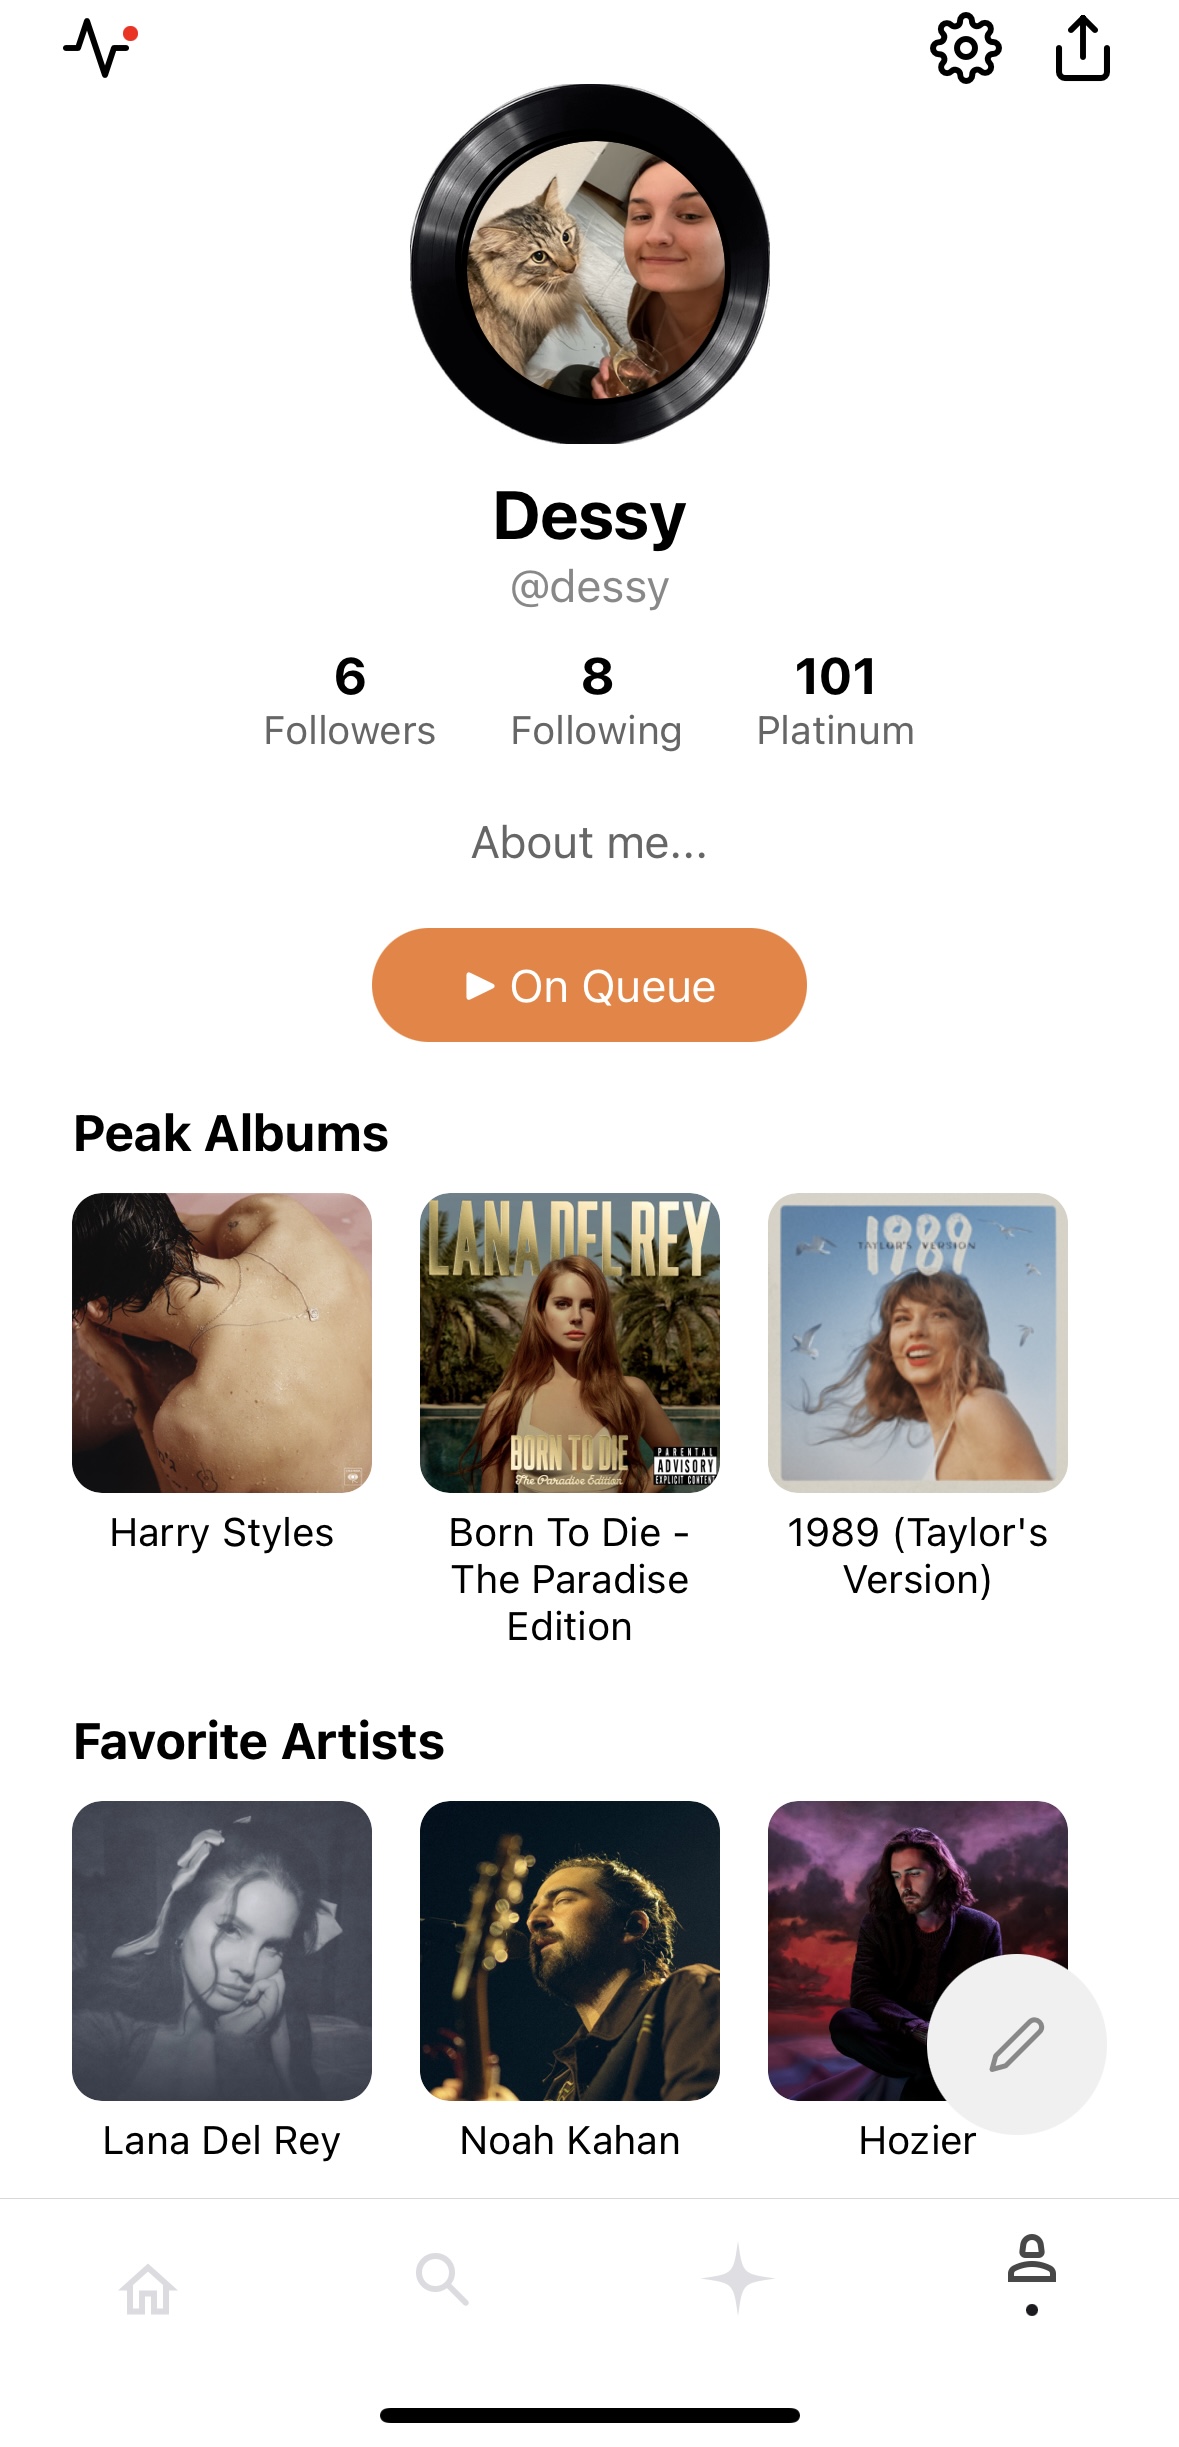 Dessy
@dessy
6 8 101
Followers Following Platinum
About me...
On Queue
Peak Albums
LANA DEL REY
BORN TO DIE
The Paradise Edition
PARENTAL
ADVISORY
EXPLICIT CONTENT
1989
TAYLOR'S VERSION
Harry Styles
Born To Die -
The Paradise
Edition
1989 (Taylor's
Version)
Favorite Artists
Lana Del Rey
Noah Kahan
Hozier